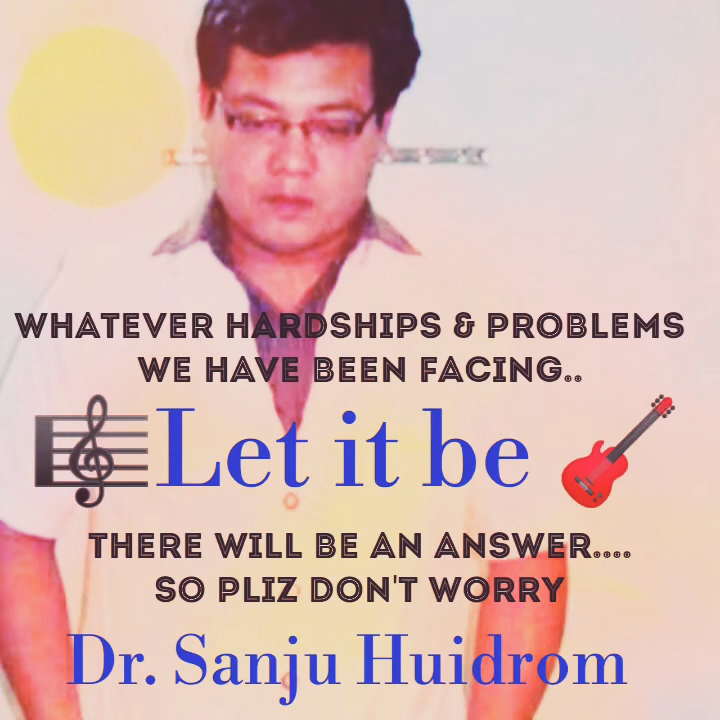 WHATEVER HARDSHIPS & PROBLEMS
WE HAVE BEEN FACING..
Let it be
THERE WILL BE AN ANSWER....
SO PLIZ DON'T WORRY
Dr. Sanju Huidrom